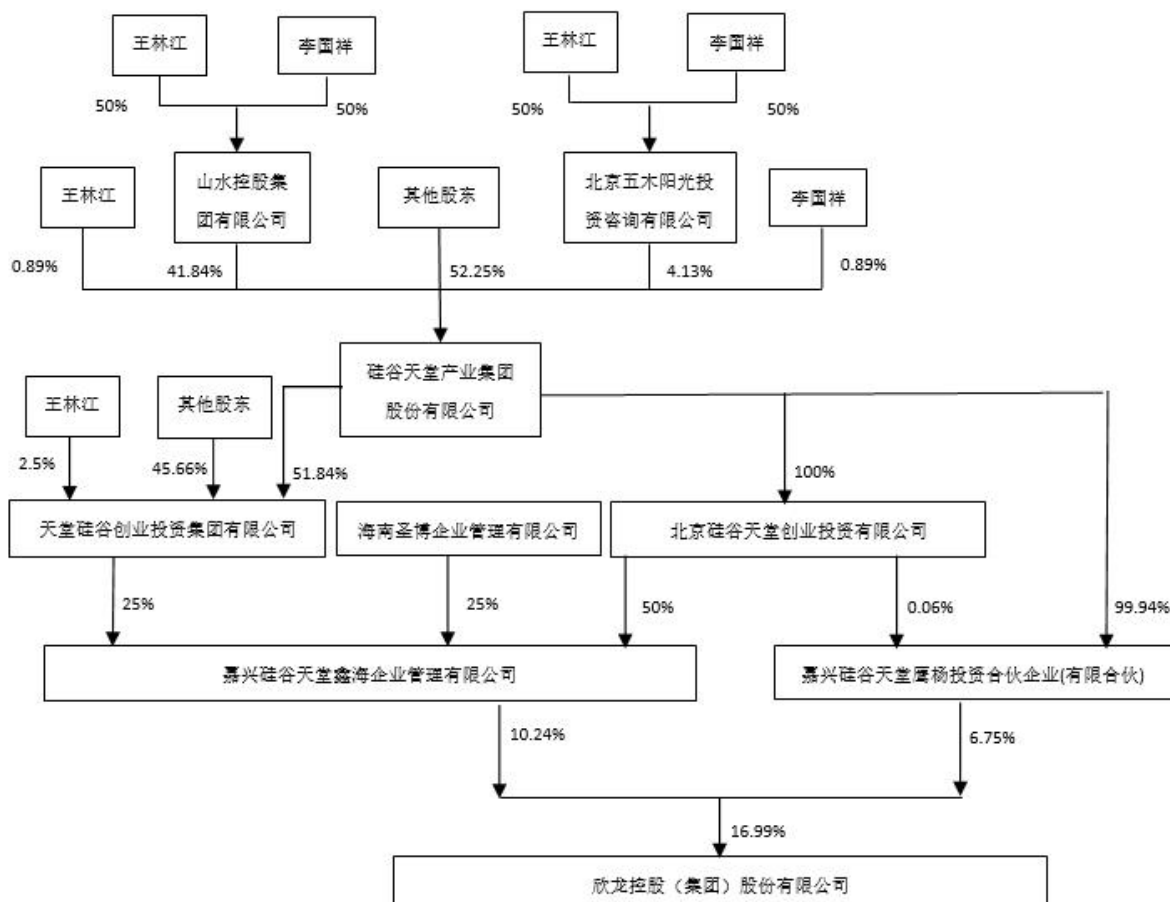 王林江
李国祥
王林江
李国祥
50%
50%
50%
50%
王林江
山水控股集
团有限公司
其他股东
北京五木阳光投
资咨询有限公司
李国祥
0.89%
41.84%
52.25%
4.13%
0.89%
硅谷天堂产业集团
股份有限公司
王林江
其他股东
2.5%
45.66%
51.84%
100%
天堂硅谷创业投资集团有限公司
海南圣博企业管理有限公司
北京硅谷天堂创业投资有限公司
25%
25%
50%
0.06%
99.94%
嘉兴硅谷天堂鑫海企业管理有限公司
嘉兴硅谷天堂鹰杨投资合伙企业(有限合伙)
10.24%
6.75%
16.99%
欣龙控股（集团）股份有限公司